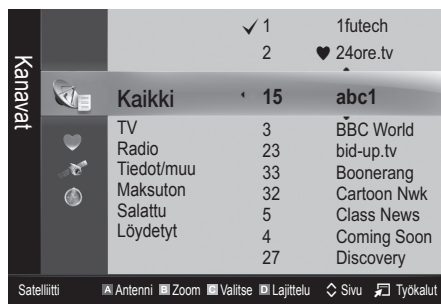 Kanavat
✓ 1 1futech
2 ♥ 24ore.tv
Kaikki 15 abc1
TV 3 BBC World
Radio 23 bid-up.tv
Tiedot/muu 33 Boonerang
Maksuton 32 Cartoon Nwk
Salattu 5 Class News
Löydetyt 4 Coming Soon
27 Discovery
Satelliitti A Antenni B Zoom C Valitse D Lajittelu Sivu Työkalut